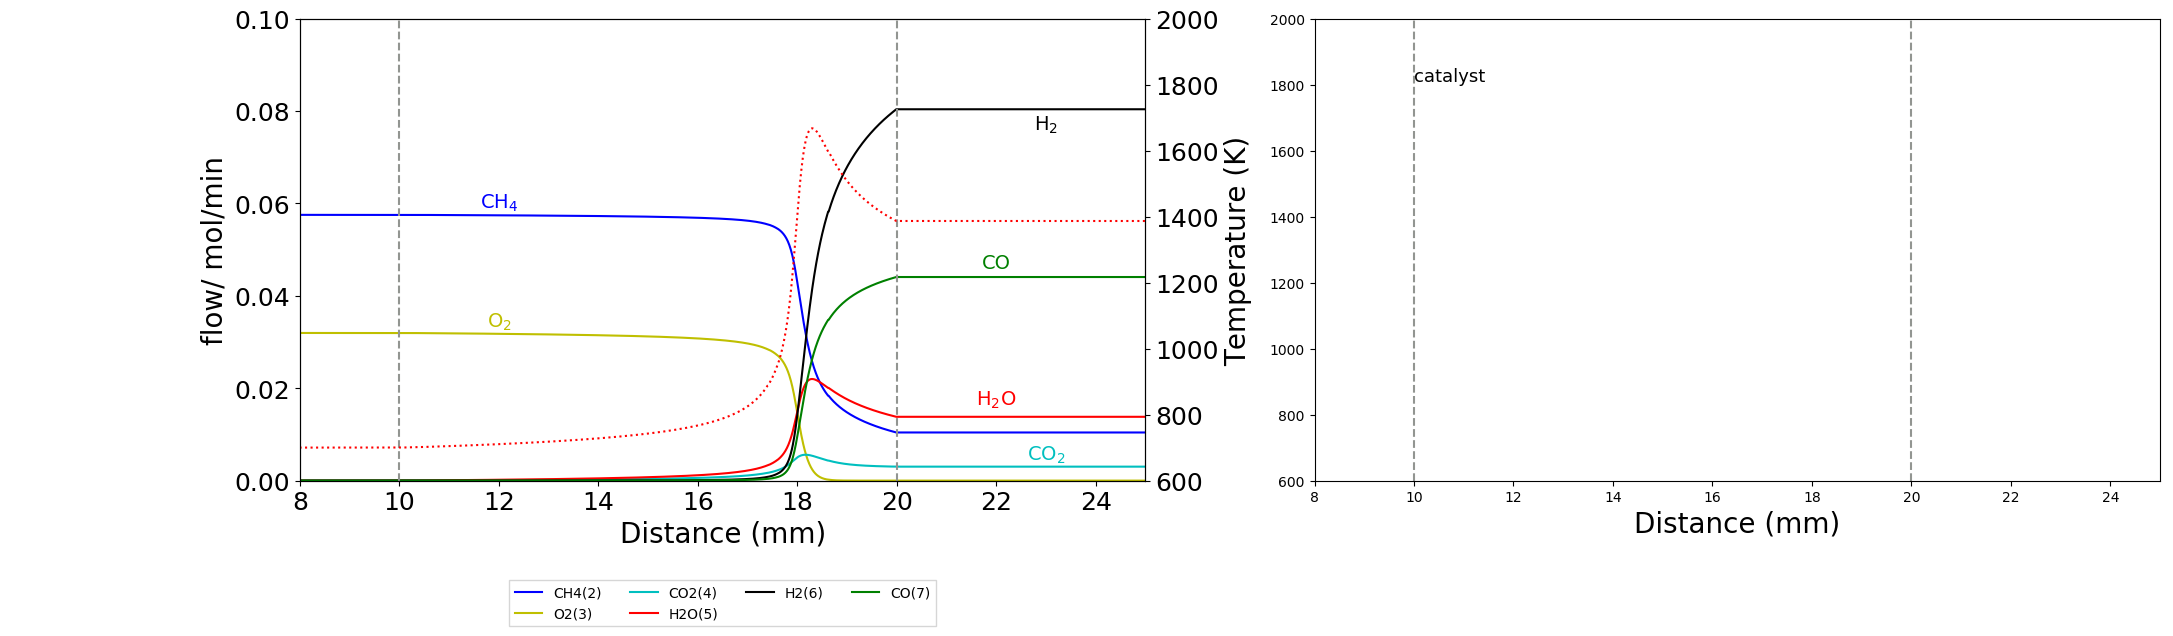 0.10
0.08
0.06
0.04
0.02
0.00
flow/ mol/min
8 10 12 14 16 18 20 22 24
Distance (mm)
CH4
O2
H2
CO
H2O
CO2
2000
1800
1600
1400
1200
1000
800
600
Temperature (K)
CH4(2) CO2(4) H2(6) CO(7)
O2(3) H2O(5)
2000
1800
1600
1400
1200
1000
800
600
catalyst
8 10 12 14 16 18 20 22 24
Distance (mm)